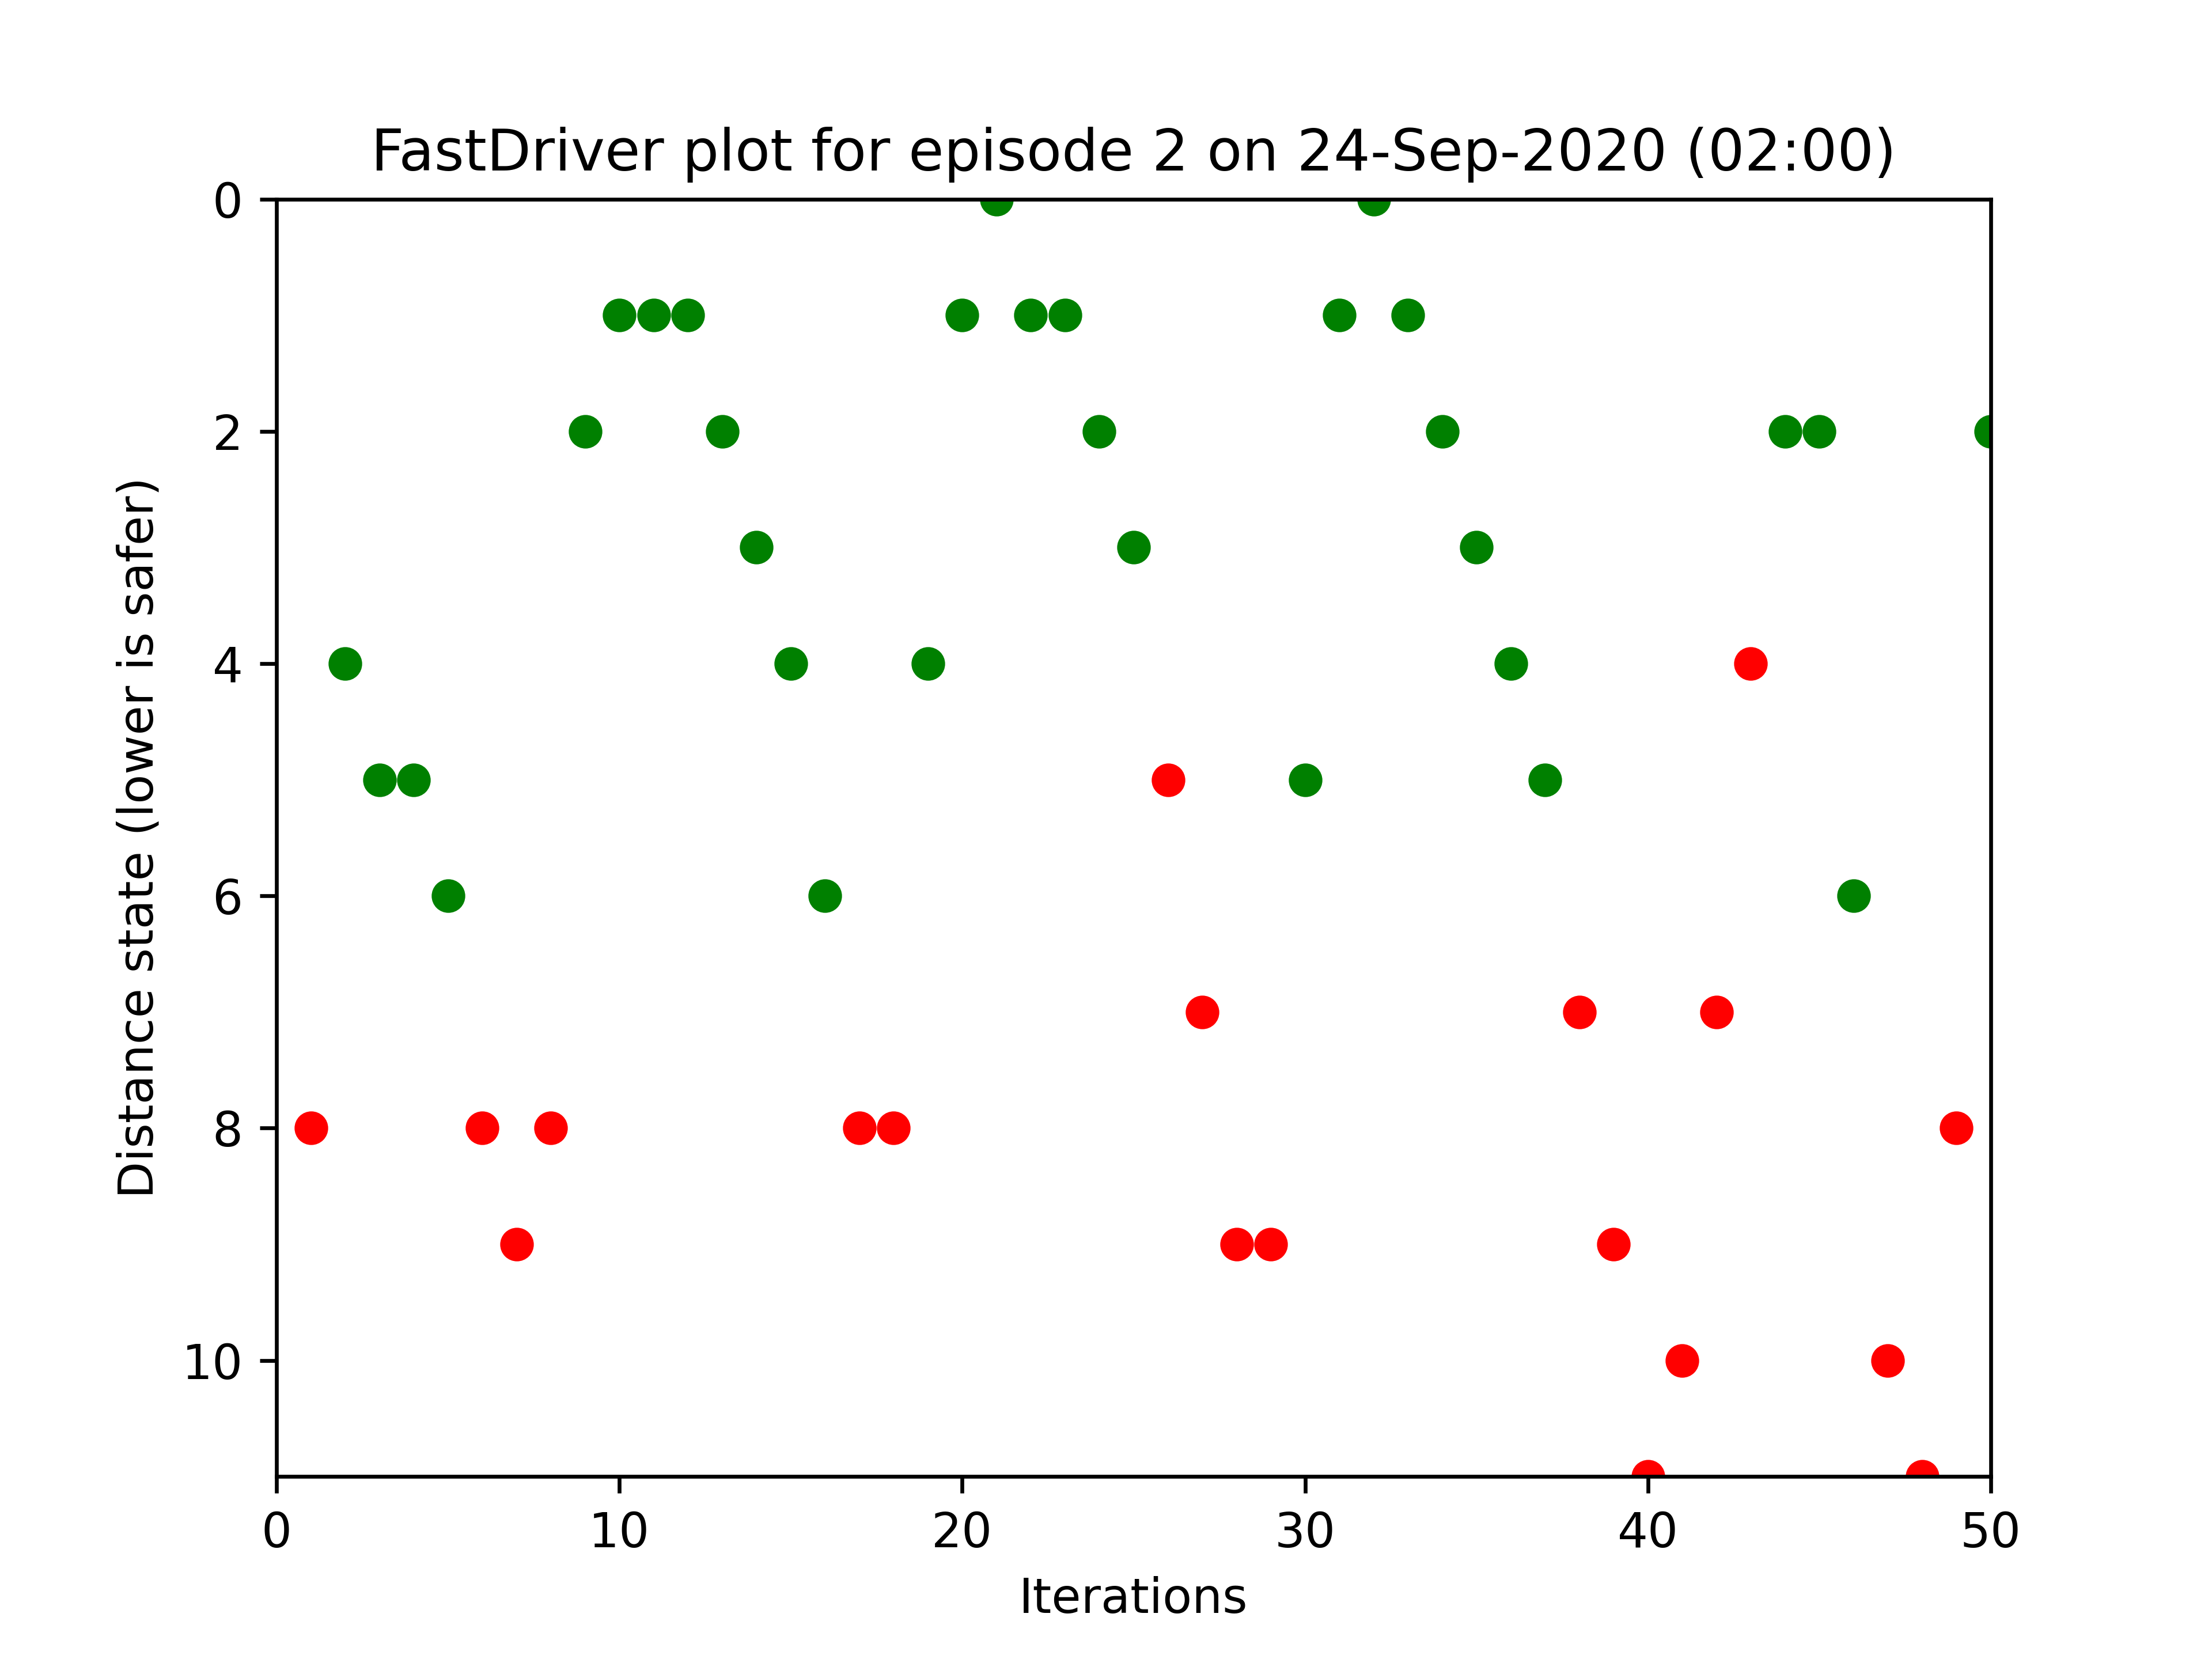 FastDriver plot for episode 2 on 24-Sep-2020 (02:00)
0
2
4
6
8
10
Distance state (lower is safer)
0 10 20 30 40 50
Iterations